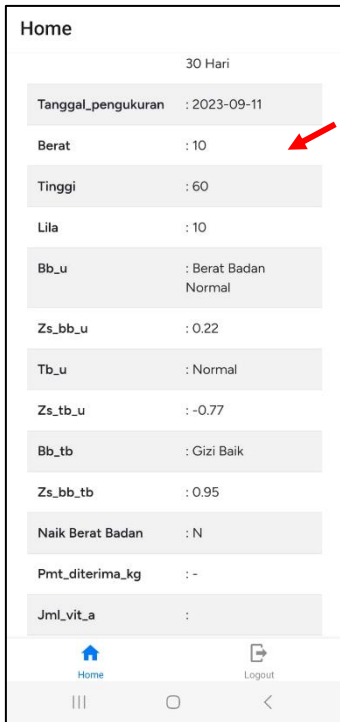 Home
30 Hari
Tanggal_pengukuran : 2023-09-11
Berat : 10
Tinggi : 60
Lila : 10
Bb_u : Berat Badan
Normal
Zs_bb_u : 0.22
Tb_u : Normal
Zs_tb_u : -0.77
Bb_tb : Gizi Baik
Zs_bb_tb : 0.95
Naik Berat Badan : N
Pmt_diterima_kg : -
Jml_vit_a :
Home Logout